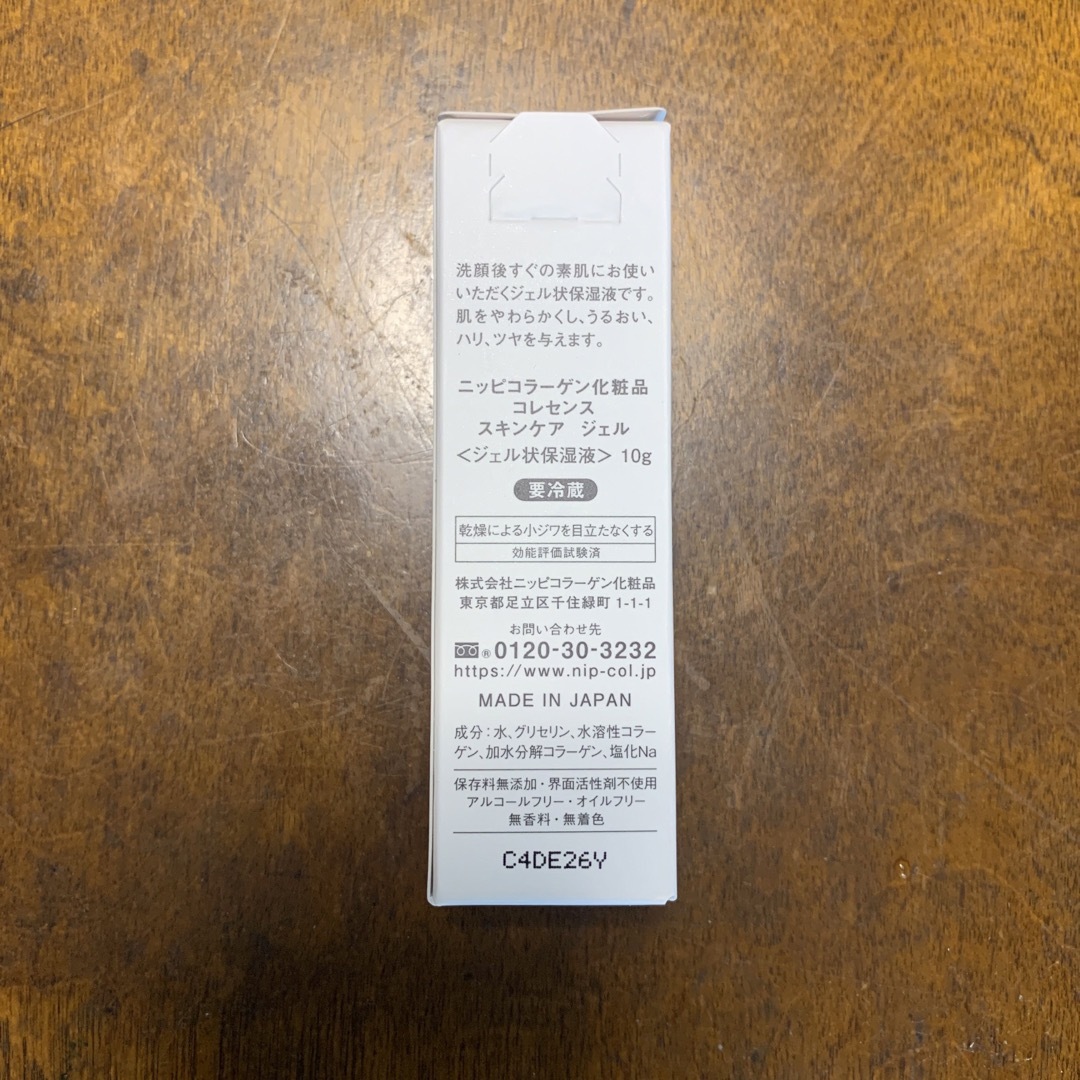 洗顔後すぐの素肌にお使い
いただくジェル状保湿液です。
肌をやわらかくし、うるおい、
ハリ、ツヤを与えます。
ニッピコラーゲン化粧品
コレセンス
スキンケア ジェル
＜ジェル状保湿液＞ 10g
要冷蔵
乾燥による小ジワを目立たなくする
効能評価試験済
株式会社ニッピコラーゲン化粧品
東京都足立区千住緑町 1-1-1
お問い合わせ先
® 0120-30-3232
https://www.nip-col.jp
MADE IN JAPAN
成分：水、グリセリン、水溶性コラー
ゲン、加水分解コラーゲン、塩化Na
保存料無添加・界面活性剤不使用
アルコールフリー・オイルフリー
無香料・無着色
C4DE26Y